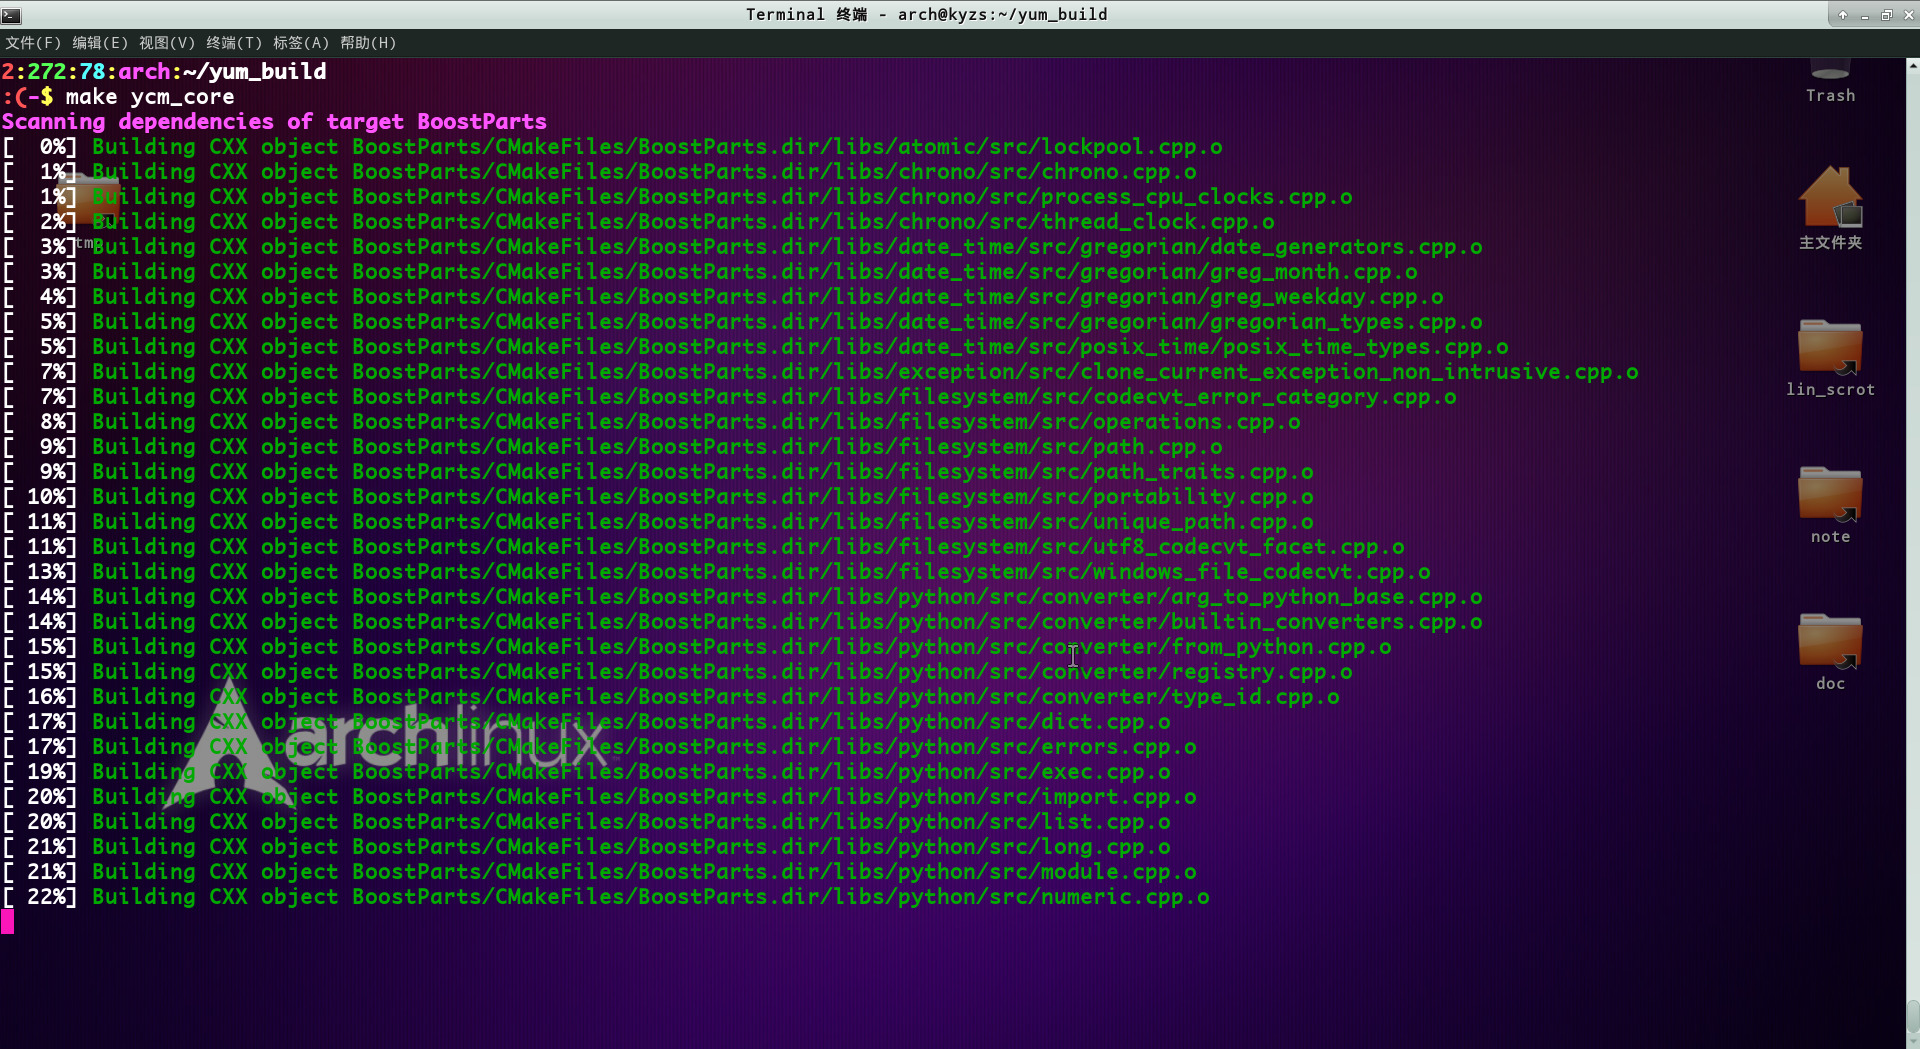 Terminal 终端 - arch@kyzs:~/yum_build
文件(F) 编辑(E) 视图(V) 终端(T) 标签(A) 帮助(H)
2:272:78:arch:~/yum_build
:(-$ make ycm_core
Scanning dependencies of target BoostParts
[  0%] Building CXX object BoostParts/CMakeFiles/BoostParts.dir/libs/atomic/src/lockpool.cpp.o
[  1%] Building CXX object BoostParts/CMakeFiles/BoostParts.dir/libs/chrono/src/chrono.cpp.o
[  1%] Building CXX object BoostParts/CMakeFiles/BoostParts.dir/libs/chrono/src/process_cpu_clocks.cpp.o
[  2%] Building CXX object BoostParts/CMakeFiles/BoostParts.dir/libs/chrono/src/thread_clock.cpp.o
[  3%] Building CXX object BoostParts/CMakeFiles/BoostParts.dir/libs/date_time/src/gregorian/date_generators.cpp.o
[  3%] Building CXX object BoostParts/CMakeFiles/BoostParts.dir/libs/date_time/src/gregorian/greg_month.cpp.o
[  4%] Building CXX object BoostParts/CMakeFiles/BoostParts.dir/libs/date_time/src/gregorian/greg_weekday.cpp.o
[  5%] Building CXX object BoostParts/CMakeFiles/BoostParts.dir/libs/date_time/src/gregorian/gregorian_types.cpp.o
[  5%] Building CXX object BoostParts/CMakeFiles/BoostParts.dir/libs/date_time/src/posix_time/posix_time_types.cpp.o
[  7%] Building CXX object BoostParts/CMakeFiles/BoostParts.dir/libs/exception/src/clone_current_exception_non_intrusive.cpp.o
[  7%] Building CXX object BoostParts/CMakeFiles/BoostParts.dir/libs/filesystem/src/codecvt_error_category.cpp.o
[  8%] Building CXX object BoostParts/CMakeFiles/BoostParts.dir/libs/filesystem/src/operations.cpp.o
[  9%] Building CXX object BoostParts/CMakeFiles/BoostParts.dir/libs/filesystem/src/path.cpp.o
[  9%] Building CXX object BoostParts/CMakeFiles/BoostParts.dir/libs/filesystem/src/path_traits.cpp.o
[ 10%] Building CXX object BoostParts/CMakeFiles/BoostParts.dir/libs/filesystem/src/portability.cpp.o
[ 11%] Building CXX object BoostParts/CMakeFiles/BoostParts.dir/libs/filesystem/src/unique_path.cpp.o
[ 11%] Building CXX object BoostParts/CMakeFiles/BoostParts.dir/libs/filesystem/src/utf8_codecvt_facet.cpp.o
[ 13%] Building CXX object BoostParts/CMakeFiles/BoostParts.dir/libs/filesystem/src/windows_file_codecvt.cpp.o
[ 14%] Building CXX object BoostParts/CMakeFiles/BoostParts.dir/libs/python/src/converter/arg_to_python_base.cpp.o
[ 14%] Building CXX object BoostParts/CMakeFiles/BoostParts.dir/libs/python/src/converter/builtin_converters.cpp.o
[ 15%] Building CXX object BoostParts/CMakeFiles/BoostParts.dir/libs/python/src/converter/from_python.cpp.o
[ 15%] Building CXX object BoostParts/CMakeFiles/BoostParts.dir/libs/python/src/converter/registry.cpp.o
[ 16%] Building CXX object BoostParts/CMakeFiles/BoostParts.dir/libs/python/src/converter/type_id.cpp.o
[ 17%] Building CXX object BoostParts/CMakeFiles/BoostParts.dir/libs/python/src/dict.cpp.o
[ 17%] Building CXX object BoostParts/CMakeFiles/BoostParts.dir/libs/python/src/errors.cpp.o
[ 19%] Building CXX object BoostParts/CMakeFiles/BoostParts.dir/libs/python/src/exec.cpp.o
[ 20%] Building CXX object BoostParts/CMakeFiles/BoostParts.dir/libs/python/src/import.cpp.o
[ 20%] Building CXX object BoostParts/CMakeFiles/BoostParts.dir/libs/python/src/list.cpp.o
[ 21%] Building CXX object BoostParts/CMakeFiles/BoostParts.dir/libs/python/src/long.cpp.o
[ 21%] Building CXX object BoostParts/CMakeFiles/BoostParts.dir/libs/python/src/module.cpp.o
[ 22%] Building CXX object BoostParts/CMakeFiles/BoostParts.dir/libs/python/src/numeric.cpp.o
archlinux
Trash
主文件夹
lin_scrot
note
doc